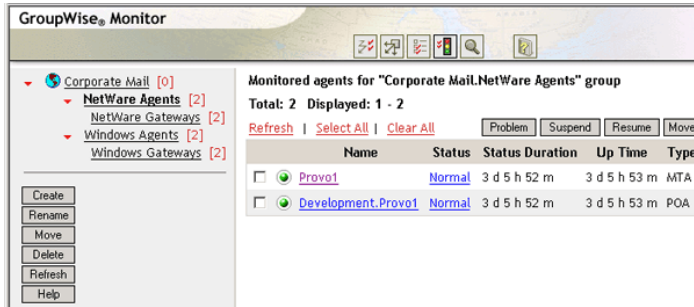 GroupWise® Monitor
Corporate Mail [0]
NetWare Agents [2]
NetWare Gateways [2]
Windows Agents [2]
Windows Gateways [2]
Create
Rename
Move
Delete
Refresh
Help
Monitored agents for "Corporate Mail.NetWare Agents" group
Total: 2 Displayed: 1 - 2
Refresh | Select All | Clear All Problem Suspend Resume Move
Name Status Status Duration Up Time Type
Provo1 Normal 3 d 5 h 52 m 3 d 5 h 53 m MTA
Development.Provo1 Normal 3 d 5 h 52 m 3 d 5 h 53 m POA